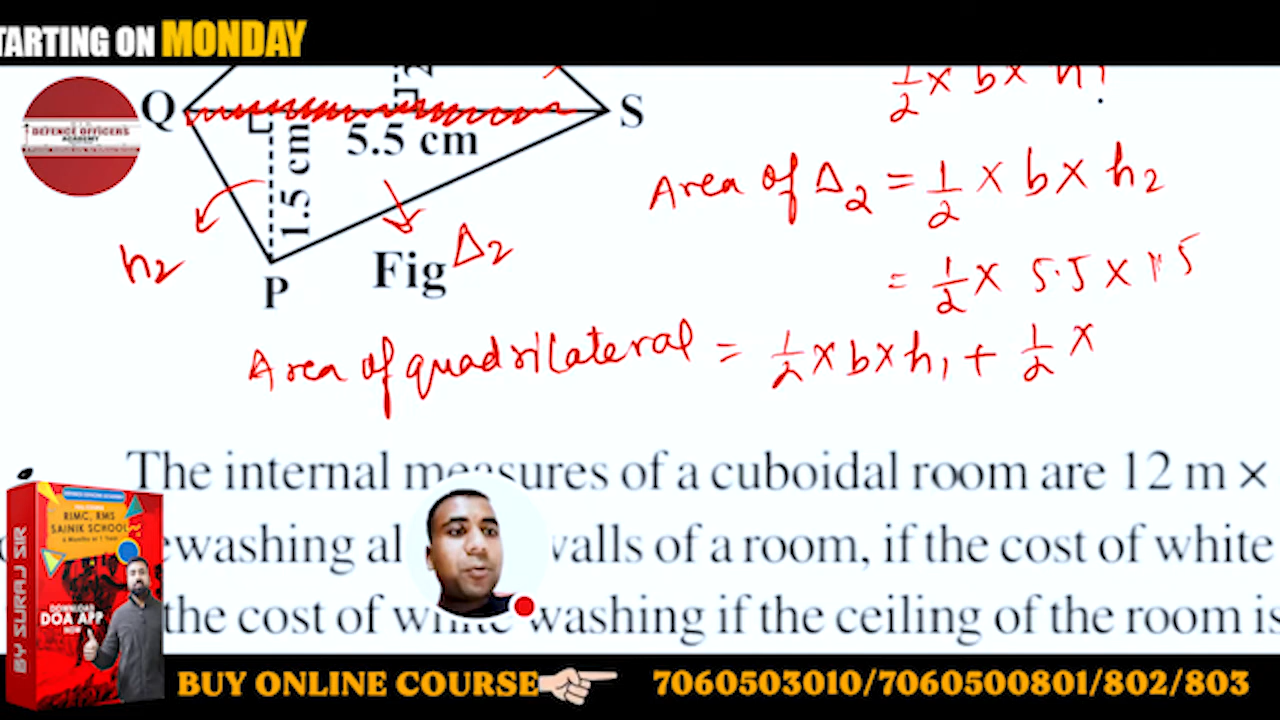 TARTING ON MONDAY
½ × b × h₁
Q S
DEFENCE OFFICERS
ACADEMY
5.5 cm
1.5 cm
Area of Δ₂ = ½ × b × h₂
h₂
Fig Δ₂
P
= ½ × 5.5 × 1.5
Area of quadrilateral = ½ × b × h₁ + ½ ×
The internal measures of a cuboidal room are 12 m ×
ewashing al walls of a room, if the cost of white
the cost of white washing if the ceiling of the room is
RIMC, RMS
SAINIK SCHOOL
BY SURAJ SIR
DOWNLOAD
DOA APP
NOW
BUY ONLINE COURSE 7060503010/7060500801/802/803